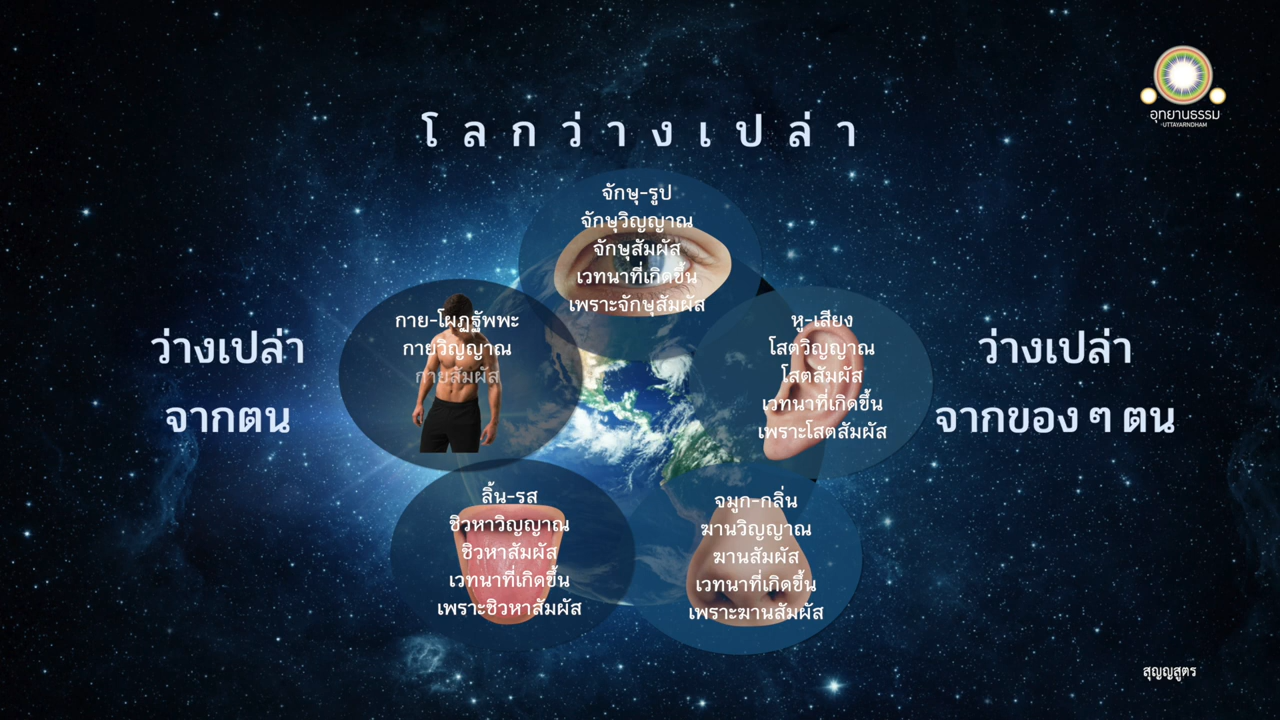 อุทยานธรรม
-UTTAYARNDHAM
โลกว่างเปล่า
จักษุ-รูป
จักษุวิญญาณ
จักษุสัมผัส
เวทนาที่เกิดขึ้น
เพราะจักษุสัมผัส
ว่างเปล่า
จากตน
กาย-โผฏฐัพพะ
กายวิญญาณ
กายสัมผัส
หู-เสียง
โสตวิญญาณ
โสตสัมผัส
เวทนาที่เกิดขึ้น
เพราะโสตสัมผัส
ว่างเปล่า
จากของ ๆ ตน
ลิ้น-รส
ชิวหาวิญญาณ
ชิวหาสัมผัส
เวทนาที่เกิดขึ้น
เพราะชิวหาสัมผัส
จมูก-กลิ่น
ฆานวิญญาณ
ฆานสัมผัส
เวทนาที่เกิดขึ้น
เพราะฆานสัมผัส
สุญญสูตร